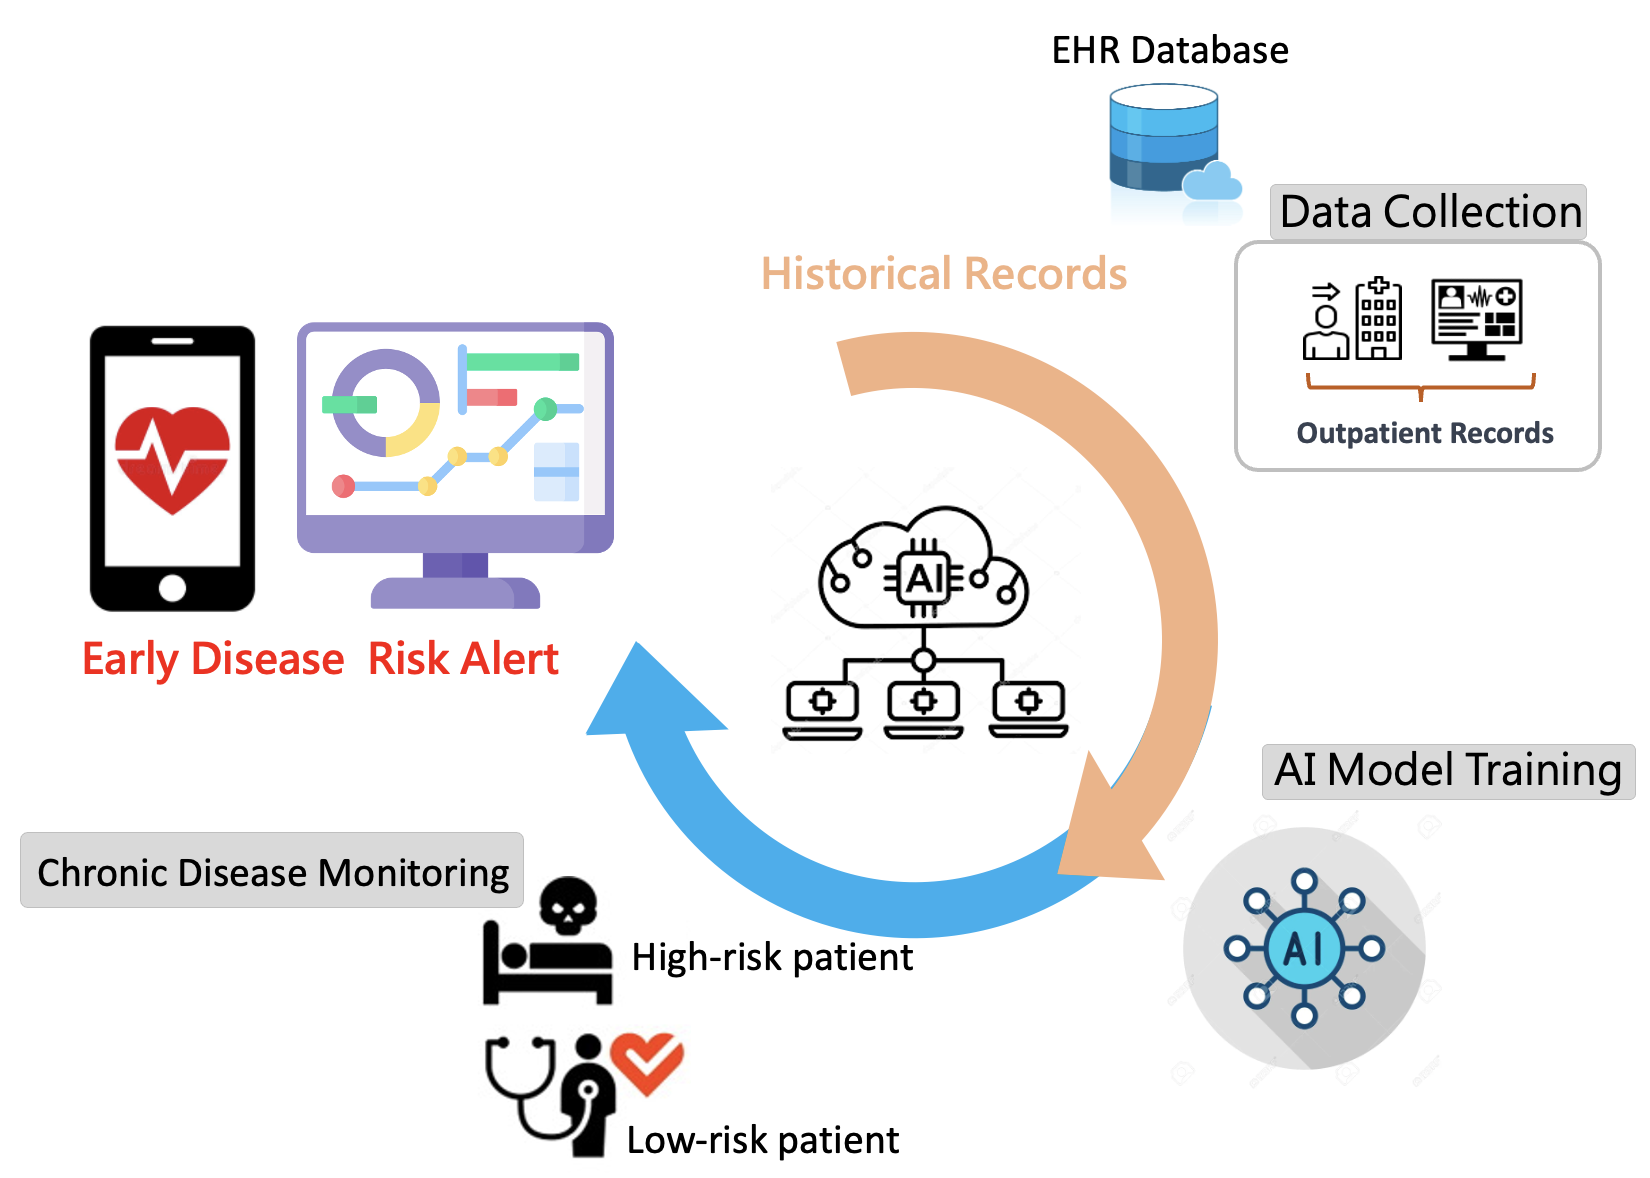 EHR Database
Data Collection
Historical Records
Outpatient Records
AI
Early Disease  Risk Alert
AI Model Training
Chronic Disease Monitoring
AI
High-risk patient
Low-risk patient